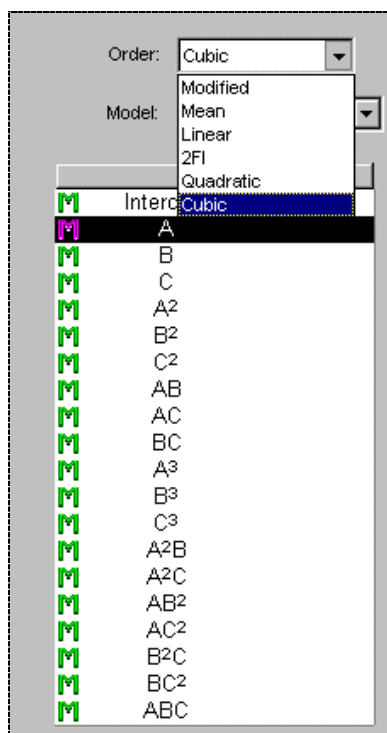 Order: Cubic
Modified
Model: Mean
Linear
2FI
Quadratic
Cubic
M
M A
M B
M C
M A²
M B²
M C²
M AB
M AC
M BC
M A³
M B³
M C³
M A²B
M A²C
M AB²
M AC²
M B²C
M BC²
M ABC